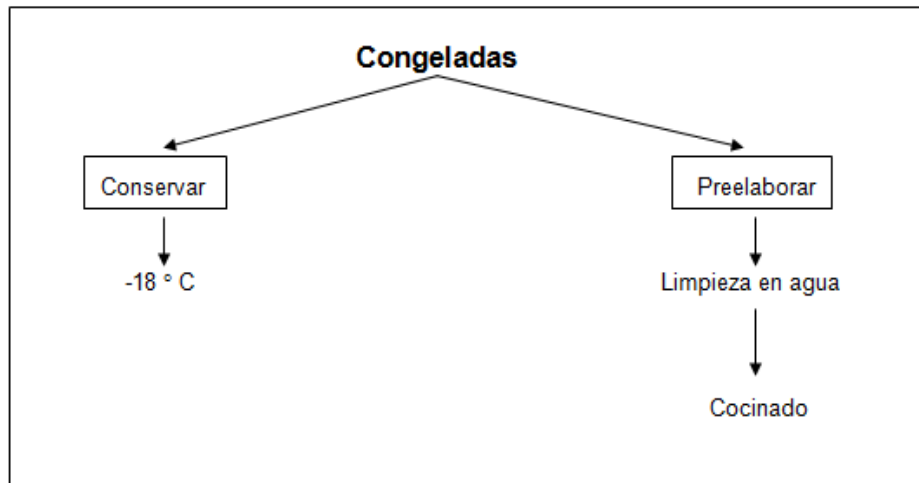 Congeladas
Conservar
Preelaborar
-18 ° C
Limpieza en agua
Cocinado